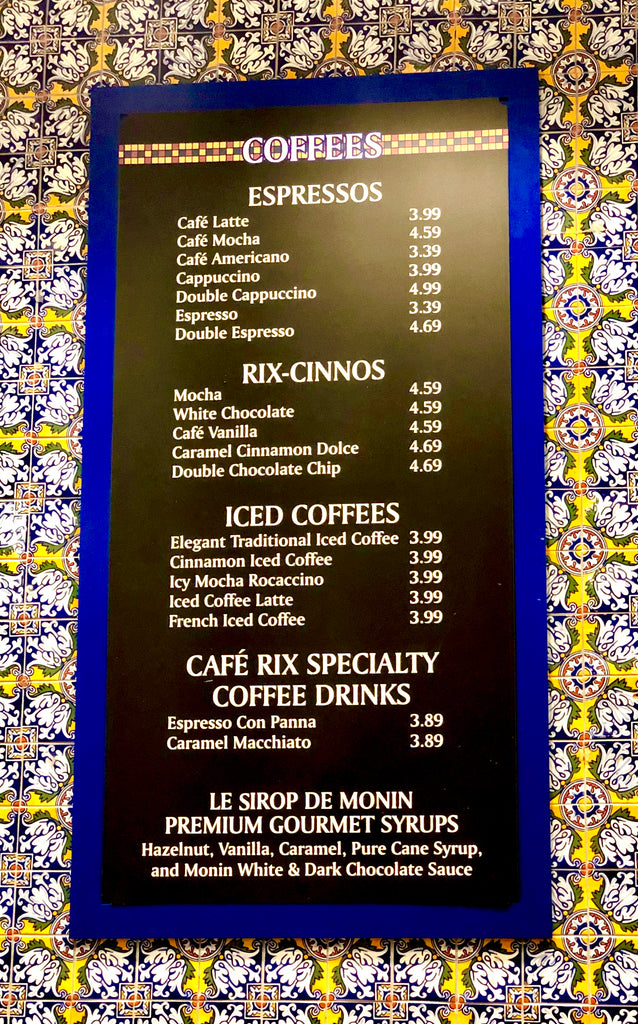 COFFEES
ESPRESSOS
Café Latte 3.99
Café Mocha 4.59
Café Americano 3.39
Cappuccino 3.99
Double Cappuccino 4.99
Espresso 3.39
Double Espresso 4.69
RIX-CINNOS
Mocha 4.59
White Chocolate 4.59
Café Vanilla 4.59
Caramel Cinnamon Dolce 4.69
Double Chocolate Chip 4.69
ICED COFFEES
Elegant Traditional Iced Coffee 3.99
Cinnamon Iced Coffee 3.99
Icy Mocha Rocaccino 3.99
Iced Coffee Latte 3.99
French Iced Coffee 3.99
CAFÉ RIX SPECIALTY
COFFEE DRINKS
Espresso Con Panna 3.89
Caramel Macchiato 3.89
LE SIROP DE MONIN
PREMIUM GOURMET SYRUPS
Hazelnut, Vanilla, Caramel, Pure Cane Syrup,
and Monin White & Dark Chocolate Sauce